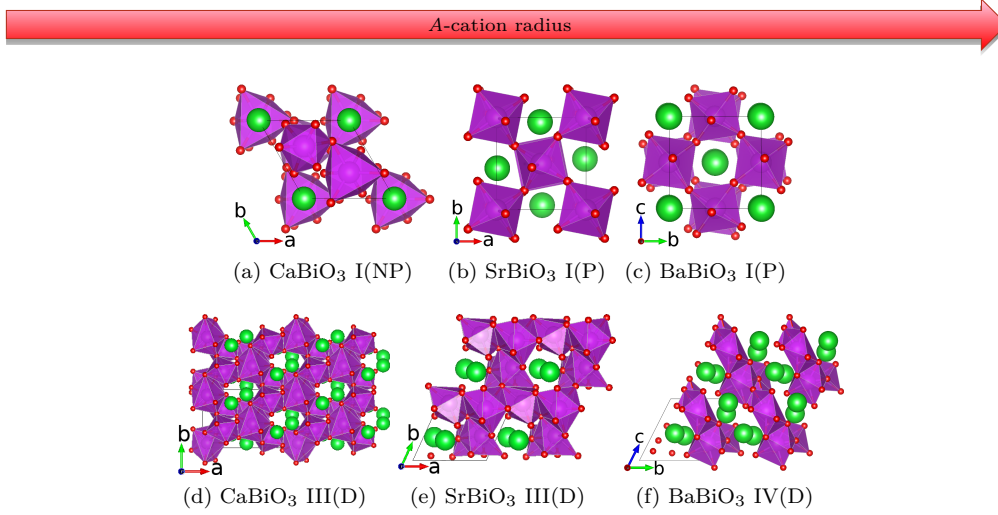 A-cation radius
b
a
b
a
c
b
(a) CaBiO₃ I(NP)
(b) SrBiO₃ I(P)
(c) BaBiO₃ I(P)
b
a
b
a
c
b
(d) CaBiO₃ III(D)
(e) SrBiO₃ III(D)
(f) BaBiO₃ IV(D)